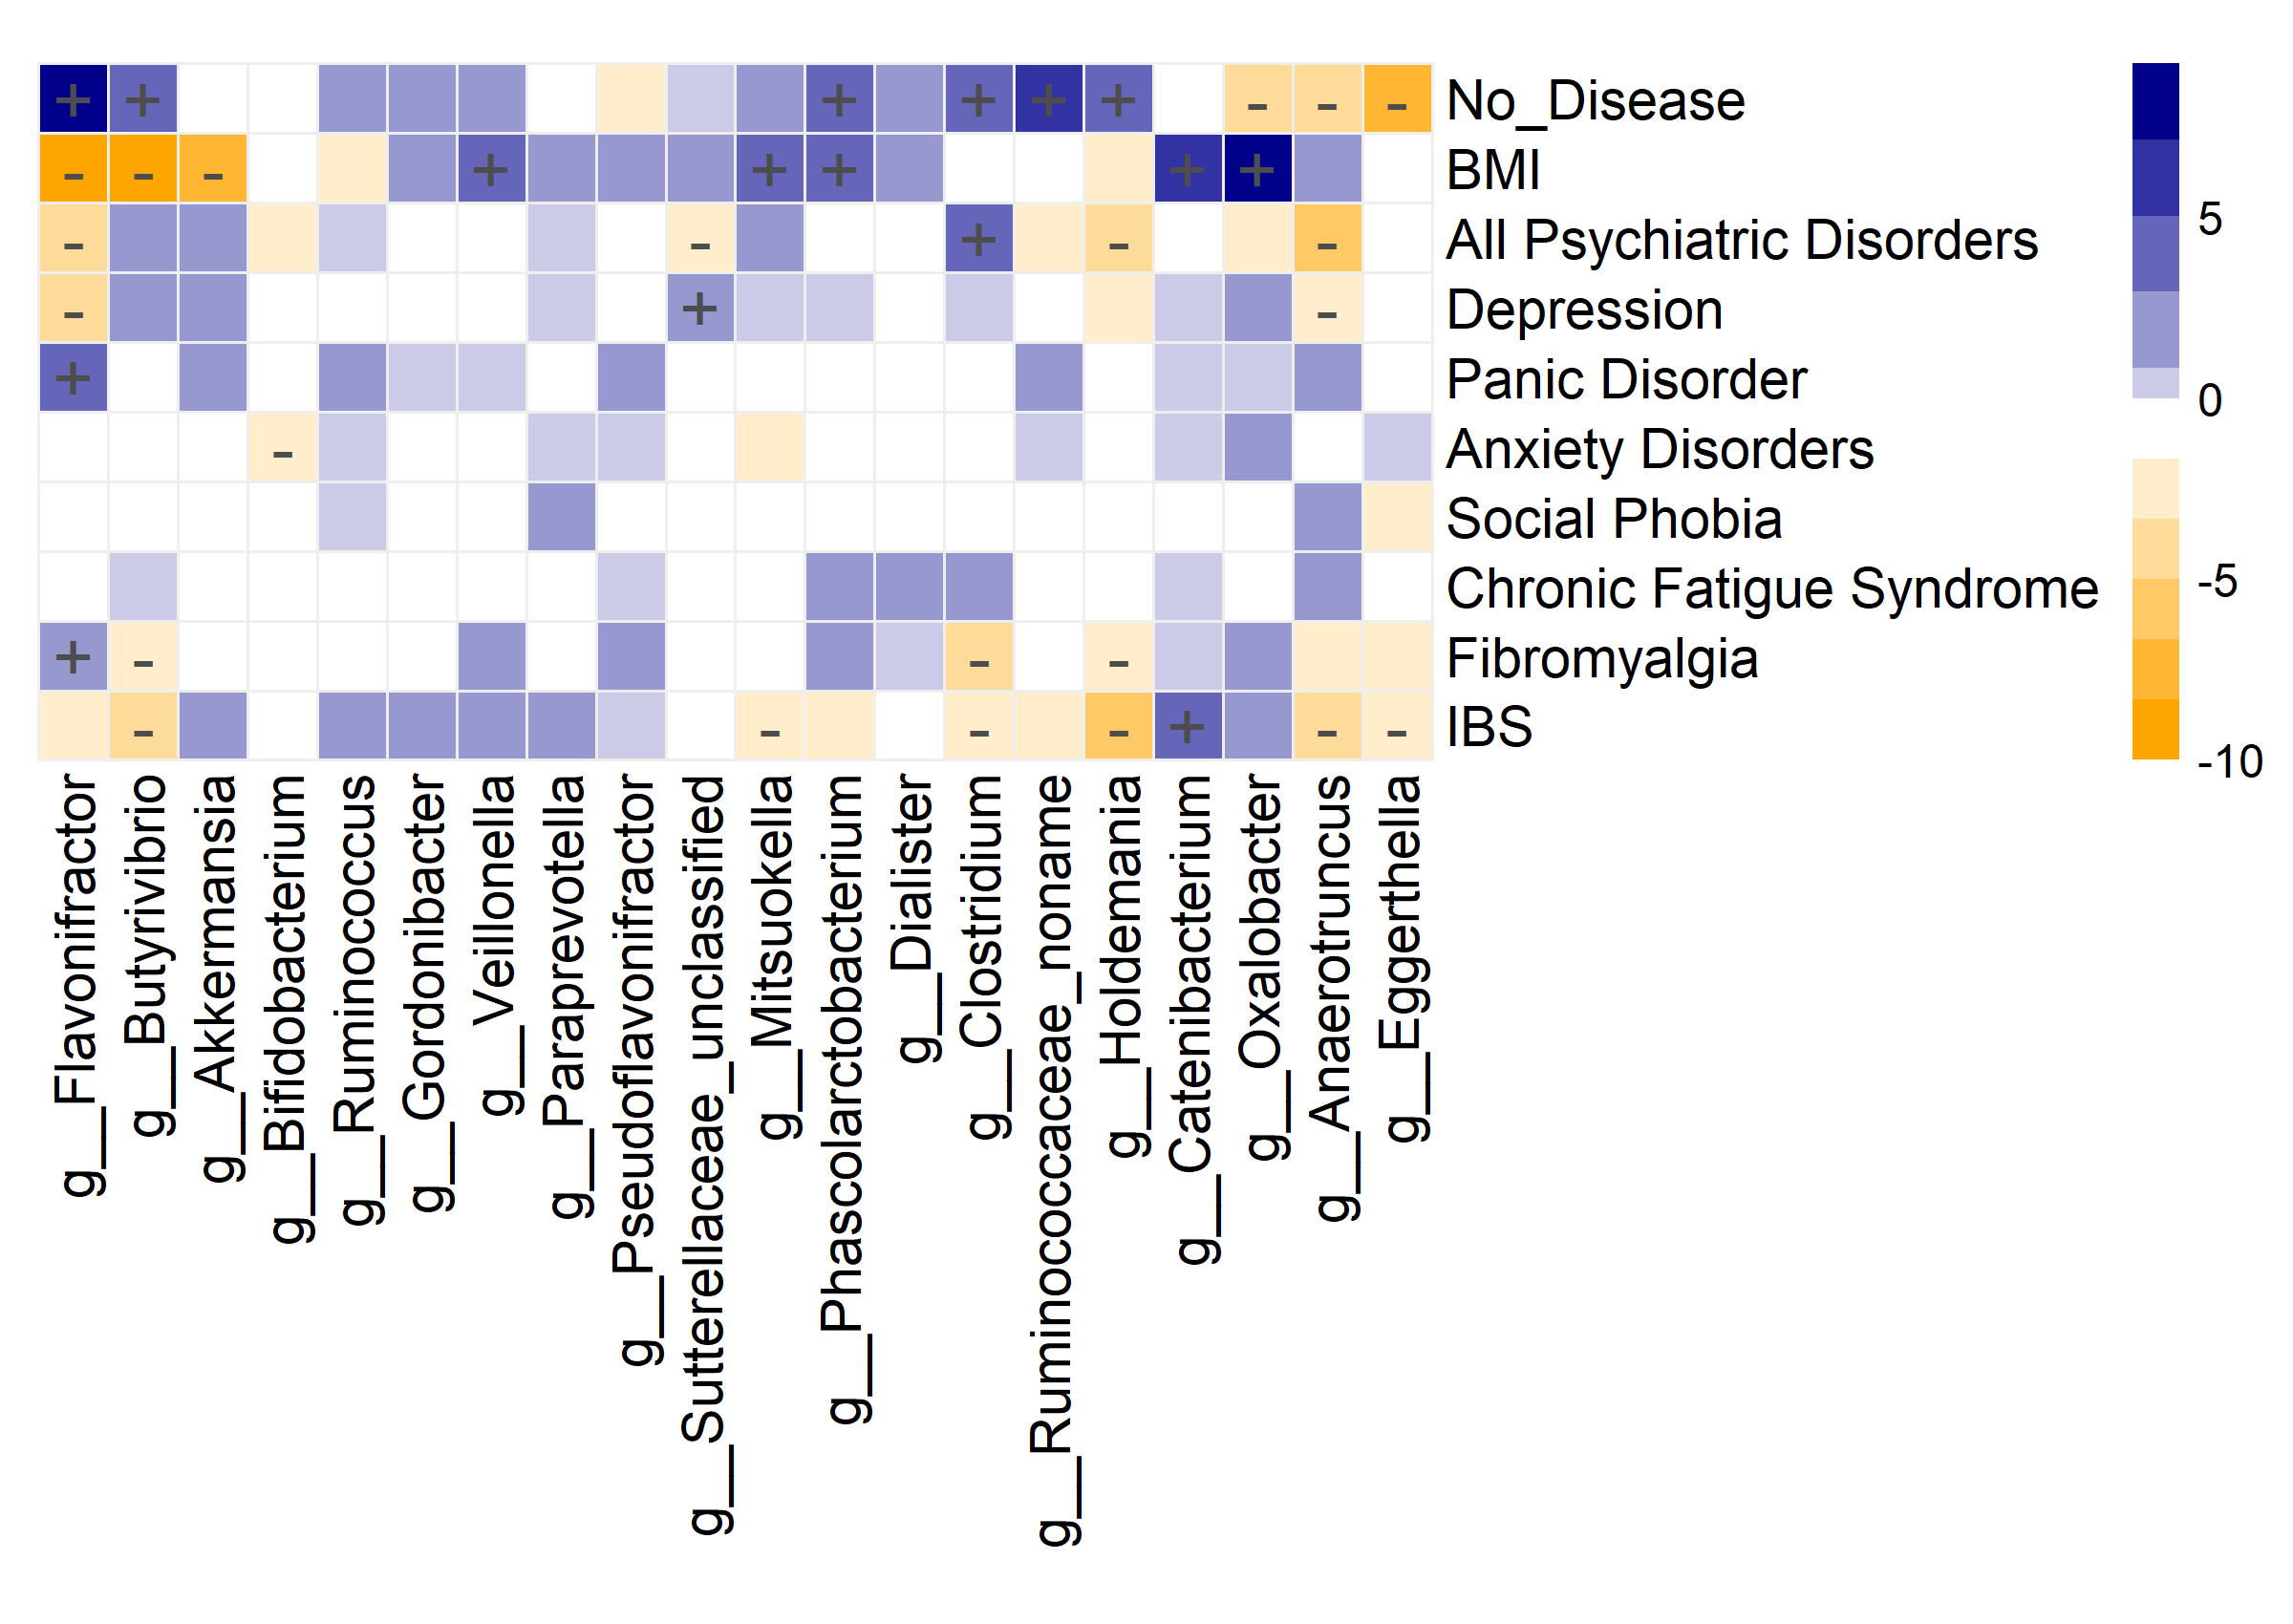 + + + + + + - - - No_Disease
- - - + + + + + BMI
- - + - - All Psychiatric Disorders
- + - Depression
+ Panic Disorder
- Anxiety Disorders
Social Phobia
Chronic Fatigue Syndrome
+ - - - Fibromyalgia
- - - - + - - IBS
5
0
-5
-10
g__Flavonifractor
g__Butyrivibrio
g__Akkermansia
g__Bifidobacterium
g__Ruminococcus
g__Gordonibacter
g__Veillonella
g__Paraprevotella
g__Pseudoflavonifractor
g__Sutterellaceae_unclassified
g__Mitsuokella
g__Phascolarctobacterium
g__Dialister
g__Clostridium
g__Ruminococcaceae_noname
g__Holdemania
g__Catenibacterium
g__Oxalobacter
g__Anaerotruncus
g__Eggerthella